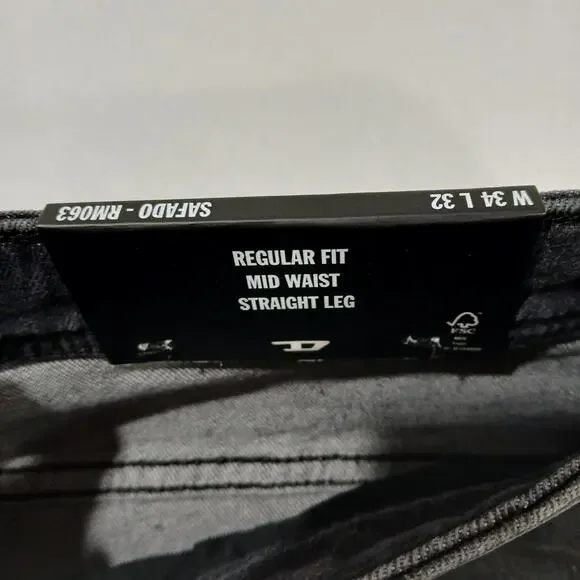 SAFADO - RM063
W 34 L 32
REGULAR FIT
MID WAIST
STRAIGHT LEG
D
FSC